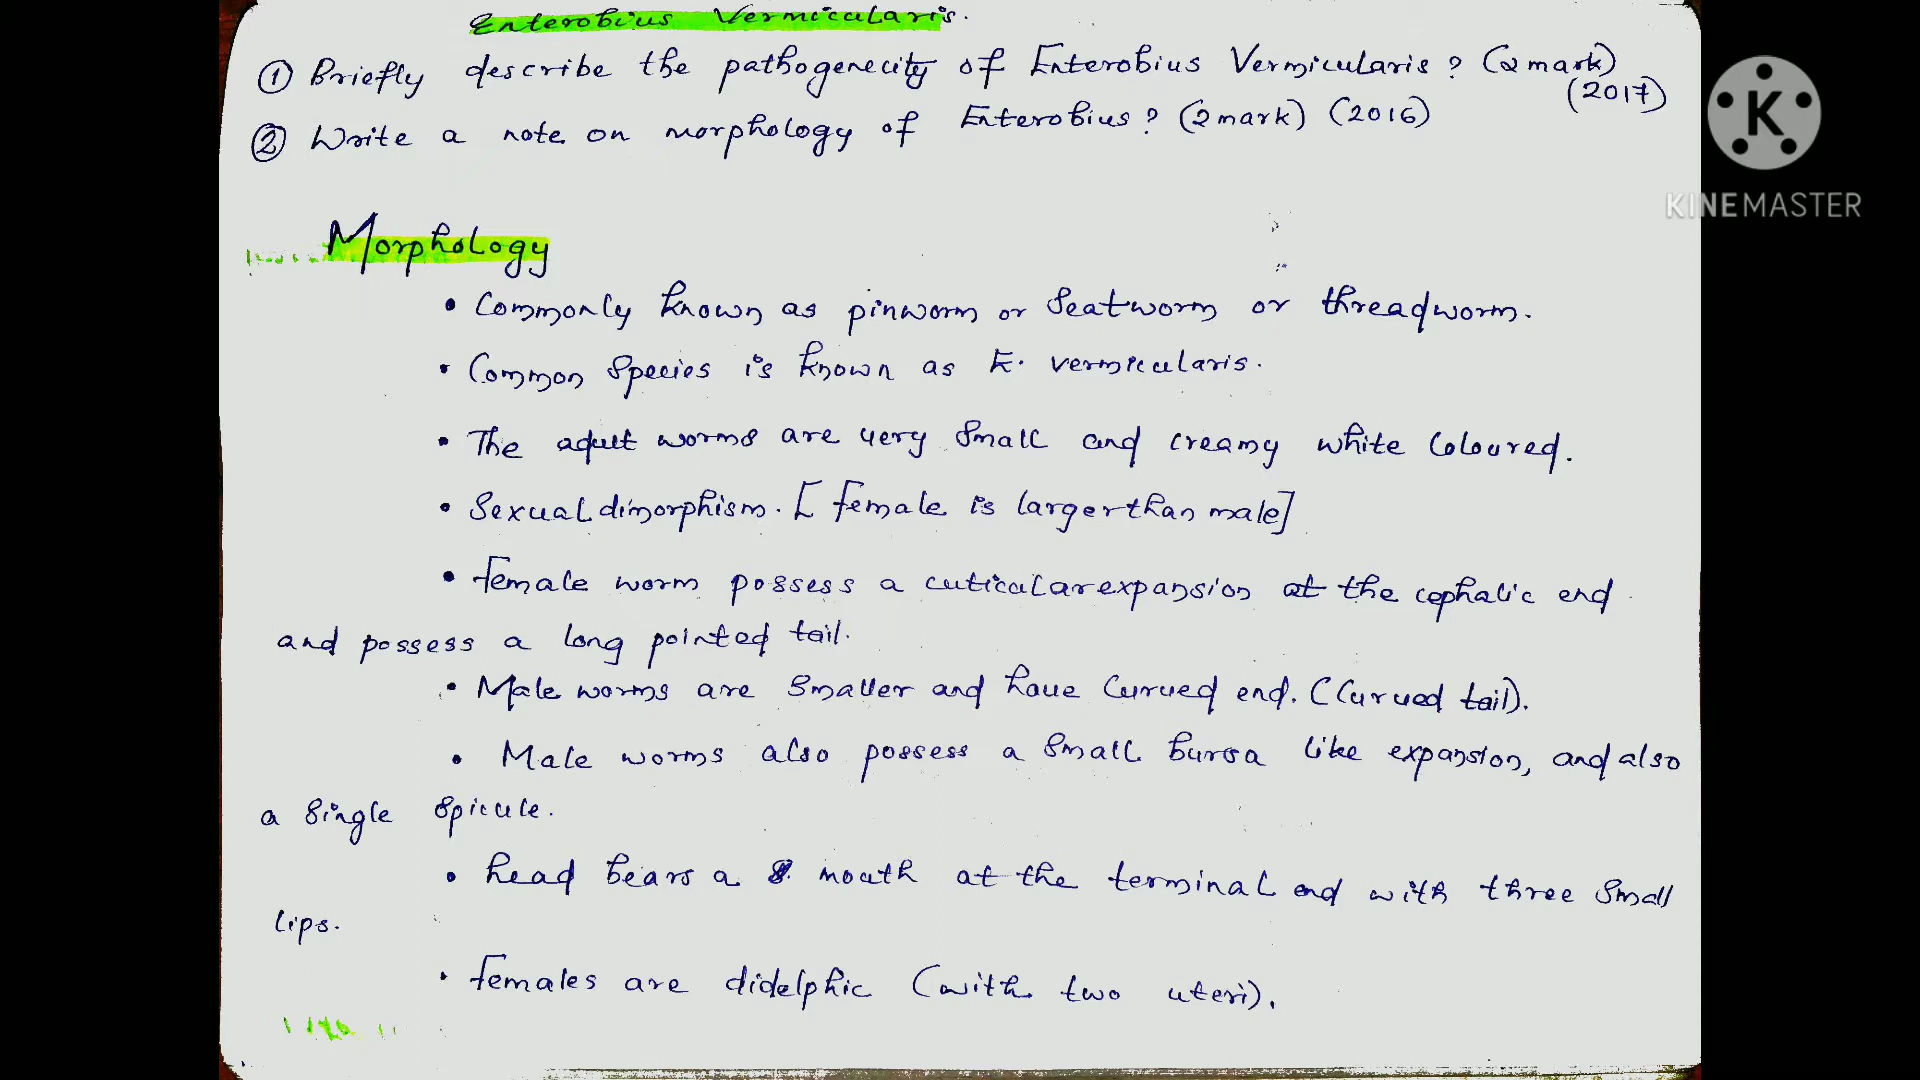 Enterobius Vermicularis.
① Briefly describe the pathogenecity of Enterobius Vermicularis? (2mark)
(2017)
② Write a note on morphology of Enterobius? (2mark) (2016)
K
KINEMASTER
Morphology
• Commonly known as pinworm or Seatworm or threadworm.
• Common Species is known as E. vermicularis.
• The adult worms are very small and creamy white Coloured.
• Sexual dimorphism. [female is larger than male]
• female worm possess a cuticular expansion at the cephalic end
and possess a long pointed tail.
• Male worms are Smaller and have Curved end. (Curved tail).
• Male worms also possess a Small bursa like expansion, and also
a Single Spicule.
• head bears a mouth at the terminal end with three Small
lips.
• females are didelphic (with two uteri).